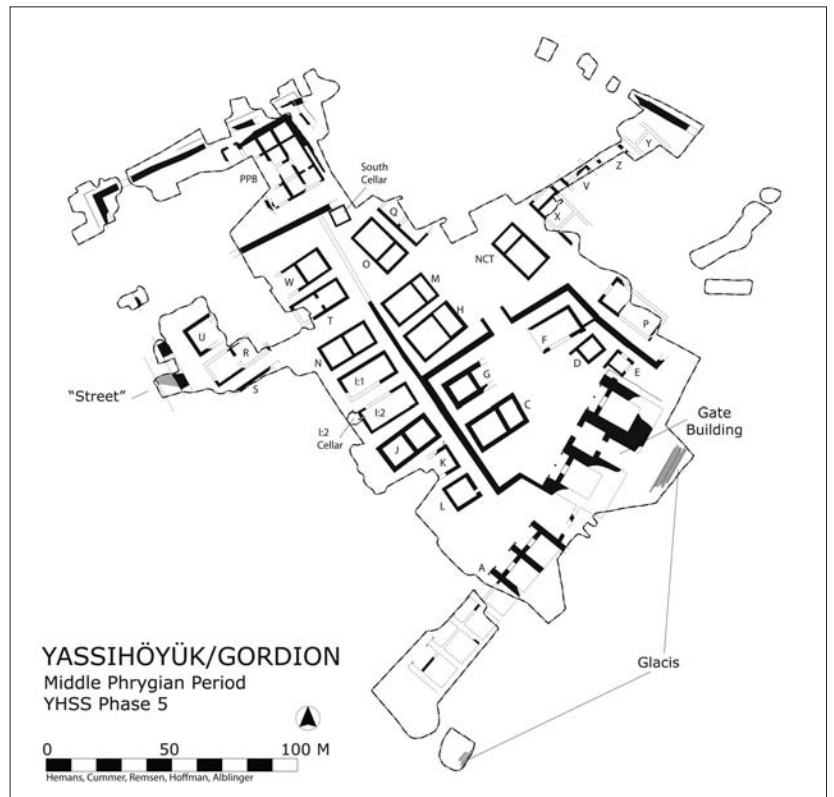 Y
Z
V
X
South
Cellar
PPB
Q
O
NCT
W
M
T
H
P
F
U
R
N
D
E
S
I:1
G
"Street"
I:2
C
I:2
Cellar
Gate
Building
J
K
L
A
YASSIHÖYÜK/GORDION
Middle Phrygian Period
YHSS Phase 5
Glacis
0 50 100 M
Hemans, Cummer, Remsen, Hoffman, Alblinger